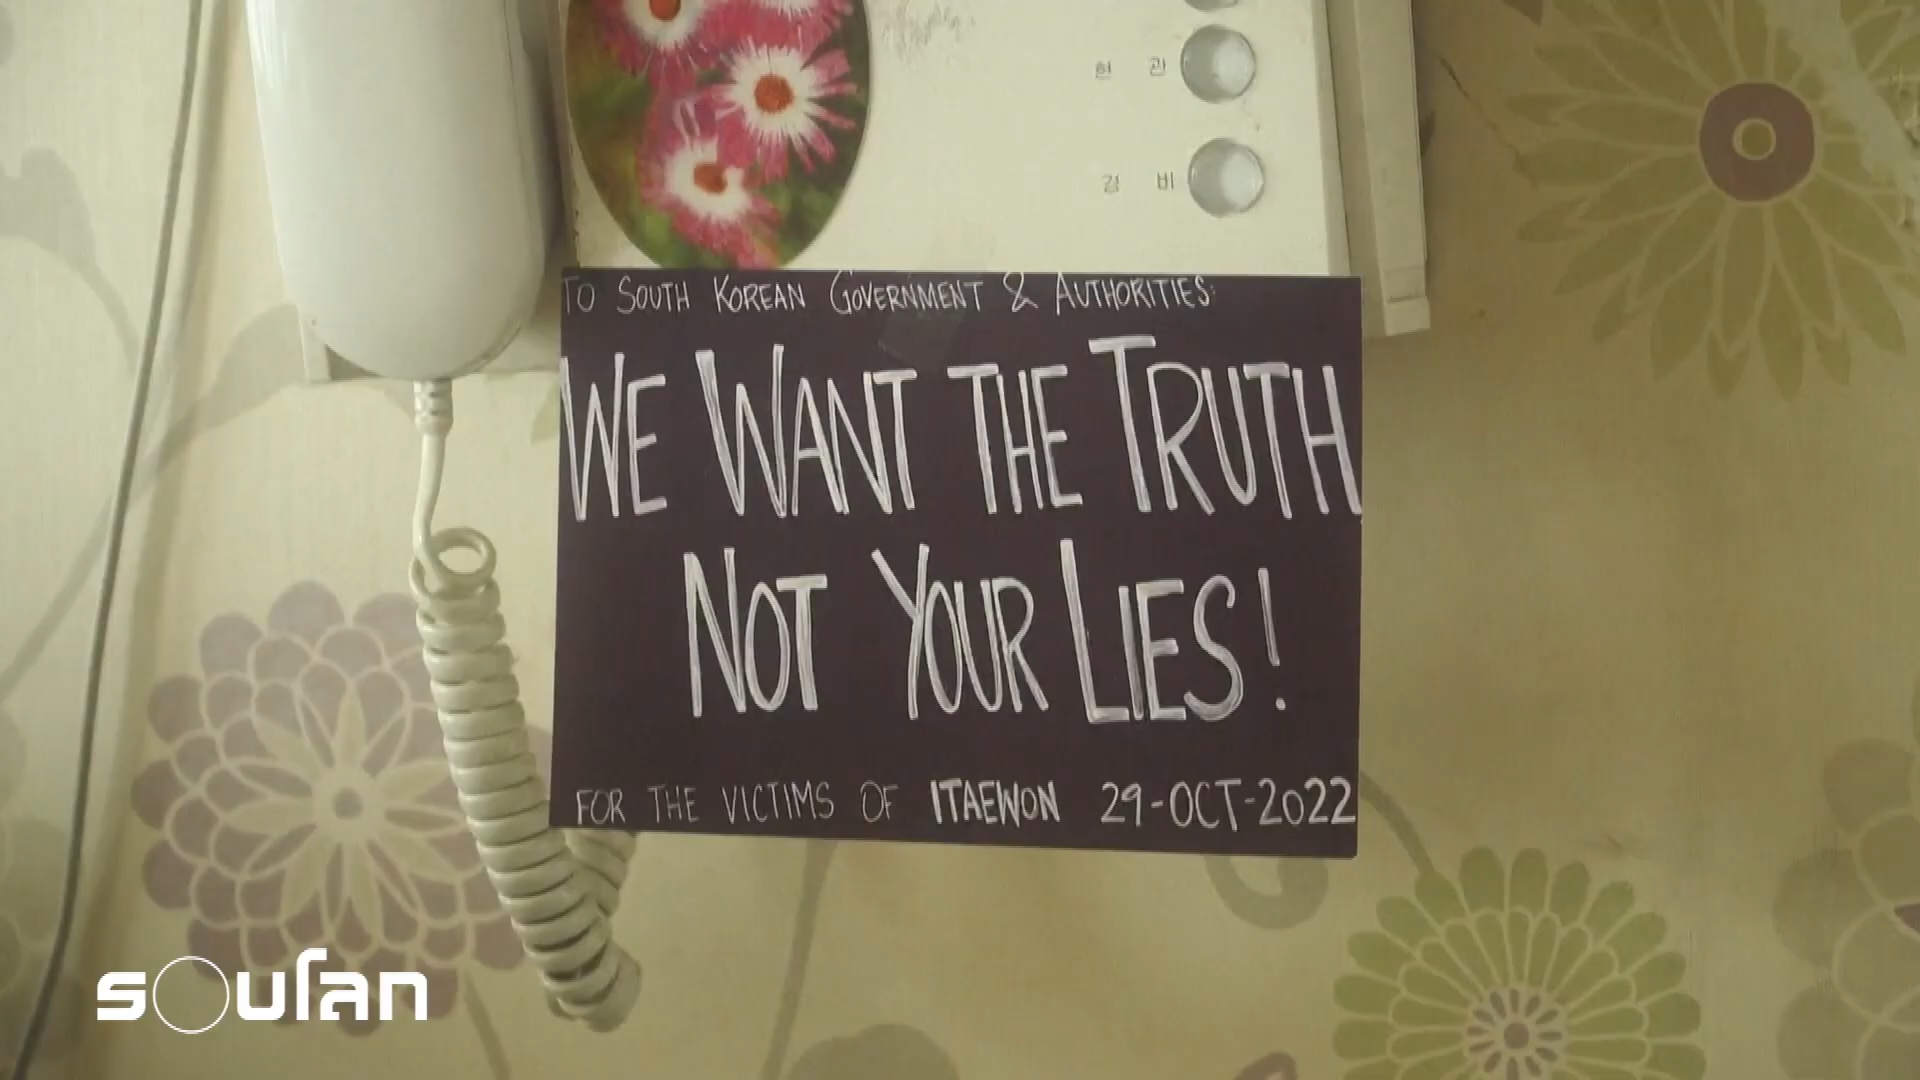 현 관
경 비
TO SOUTH KOREAN GOVERNMENT & AUTHORITIES:
WE WANT THE TRUTH
NOT YOUR LIES!
FOR THE VICTIMS OF ITAEWON 29-OCT-2022
soufan